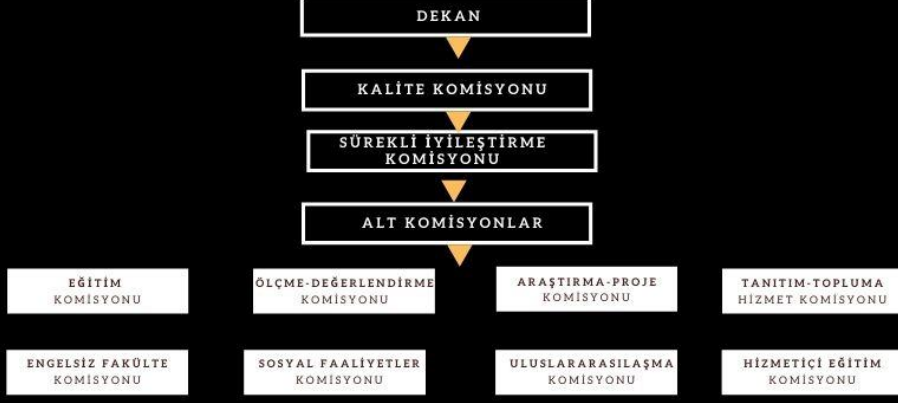 DEKAN
KALİTE KOMİSYONU
SÜREKLİ İYİLEŞTİRME
KOMİSYONU
ALT KOMİSYONLAR
EĞİTİM
KOMİSYONU
ÖLÇME-DEĞERLENDİRME
KOMİSYONU
ARAŞTIRMA-PROJE
KOMİSYONU
TANITIM-TOPLUMA
HİZMET KOMİSYONU
ENGELSİZ FAKÜLTE
KOMİSYONU
SOSYAL FAALİYETLER
KOMİSYONU
ULUSLARARASILAŞMA
KOMİSYONU
HİZMETİÇİ EĞİTİM
KOMİSYONU